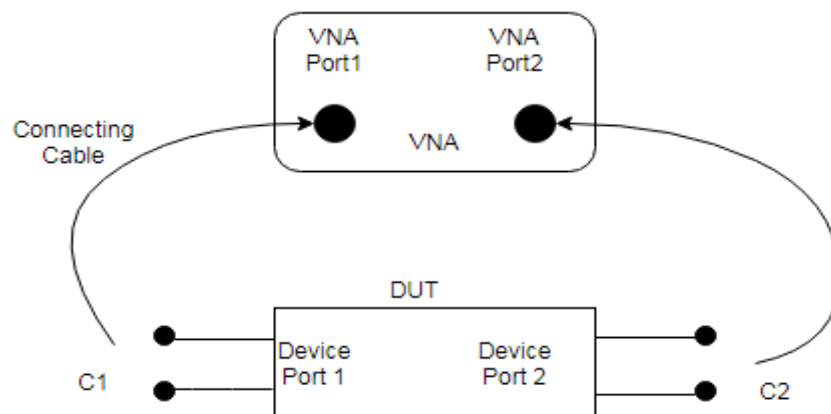 VNA
Port1
VNA
Port2
Connecting
Cable
VNA
DUT
Device
Port 1
Device
Port 2
C1
C2